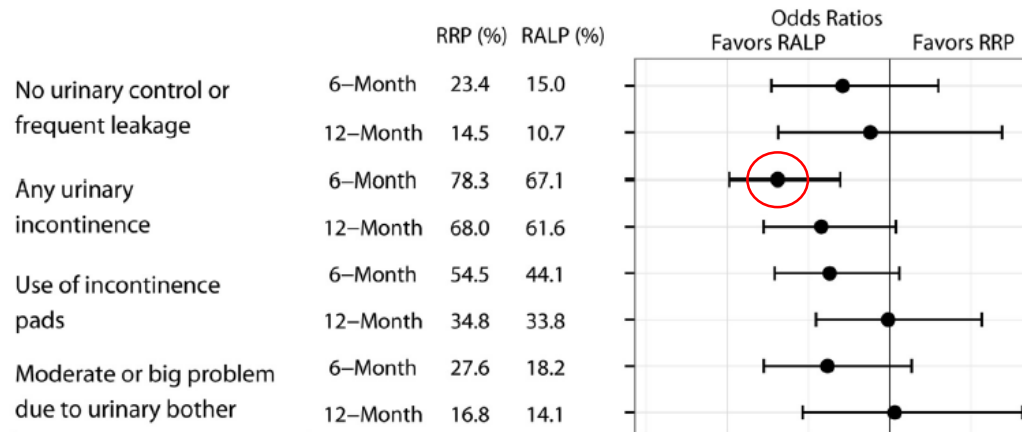 Odds Ratios
RRP (%) RALP (%) Favors RALP Favors RRP
No urinary control or
frequent leakage
6–Month 23.4 15.0
12–Month 14.5 10.7
Any urinary
incontinence
6–Month 78.3 67.1
12–Month 68.0 61.6
Use of incontinence
pads
6–Month 54.5 44.1
12–Month 34.8 33.8
Moderate or big problem
due to urinary bother
6–Month 27.6 18.2
12–Month 16.8 14.1